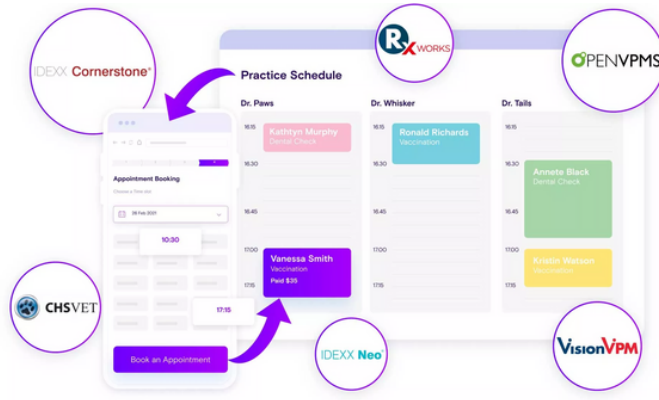 IDEXX Cornerstone®
RxWORKS
OPENVPMS
Practice Schedule
Dr. Paws
Dr. Whisker
Dr. Tails
16:15
Kathtyn Murphy
Dental Check
16:15
Ronald Richards
Vaccination
16:15
16.30
16.30
16.30
Annete Black
Dental Check
16.45
16.45
16.45
17:00
Vanessa Smith
Vaccination
Paid $35
17:00
17:00
Kristin Watson
Vaccination
17:15
17:15
17:15
Appointment Booking
Choose a Time slot
28 Feb 2021
10:30
17:15
Book an Appointment
CHSVET
IDEXX Neo®
VisionVPM